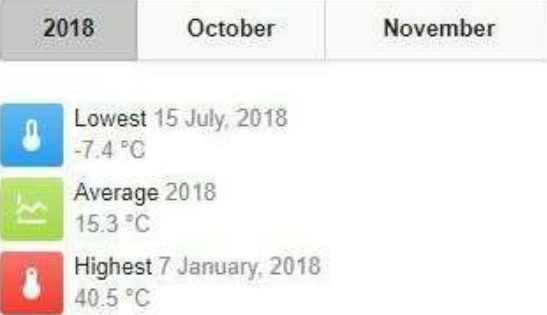 2018 October November
Lowest 15 July, 2018
-7.4 °C
Average 2018
15.3 °C
Highest 7 January, 2018
40.5 °C